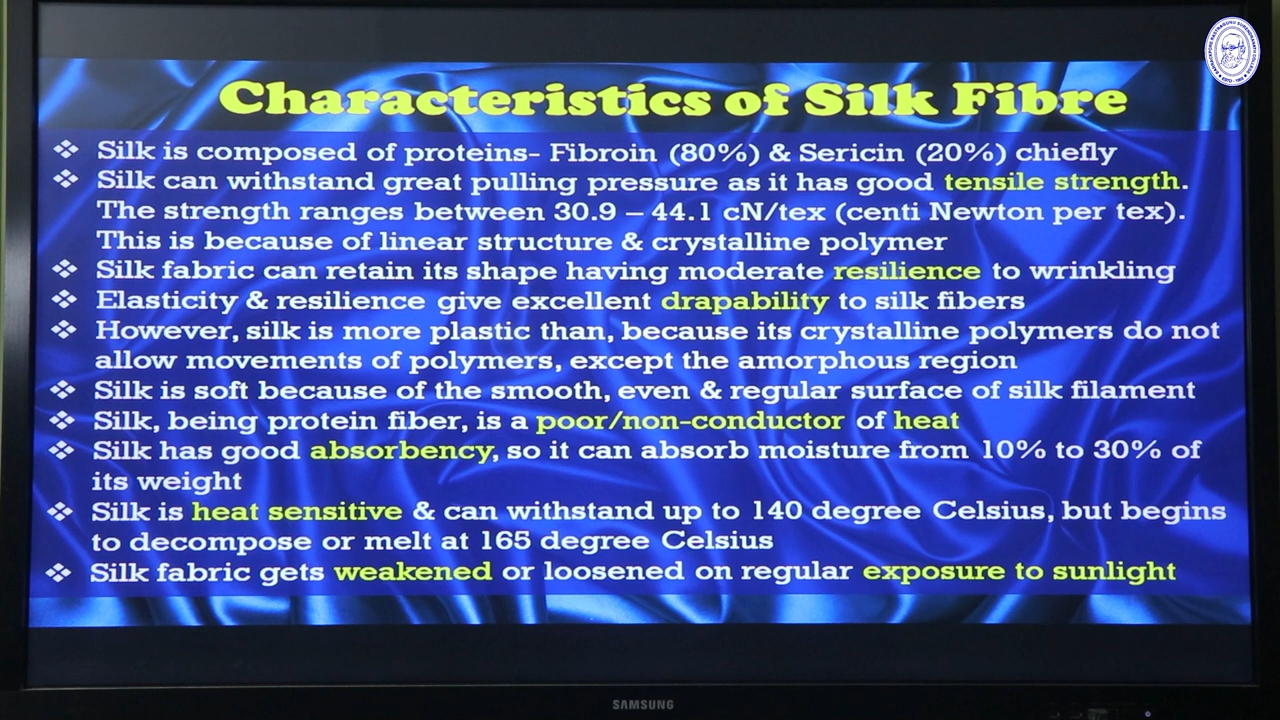 Characteristics of Silk Fibre
❖ Silk is composed of proteins- Fibroin (80%) & Sericin (20%) chiefly
❖ Silk can withstand great pulling pressure as it has good tensile strength.
The strength ranges between 30.9 – 44.1 cN/tex (centi Newton per tex).
This is because of linear structure & crystalline polymer
❖ Silk fabric can retain its shape having moderate resilience to wrinkling
❖ Elasticity & resilience give excellent drapability to silk fibers
❖ However, silk is more plastic than, because its crystalline polymers do not
allow movements of polymers, except the amorphous region
❖ Silk is soft because of the smooth, even & regular surface of silk filament
❖ Silk, being protein fiber, is a poor/non-conductor of heat
❖ Silk has good absorbency, so it can absorb moisture from 10% to 30% of
its weight
❖ Silk is heat sensitive & can withstand up to 140 degree Celsius, but begins
to decompose or melt at 165 degree Celsius
❖ Silk fabric gets weakened or loosened on regular exposure to sunlight
SAMSUNG